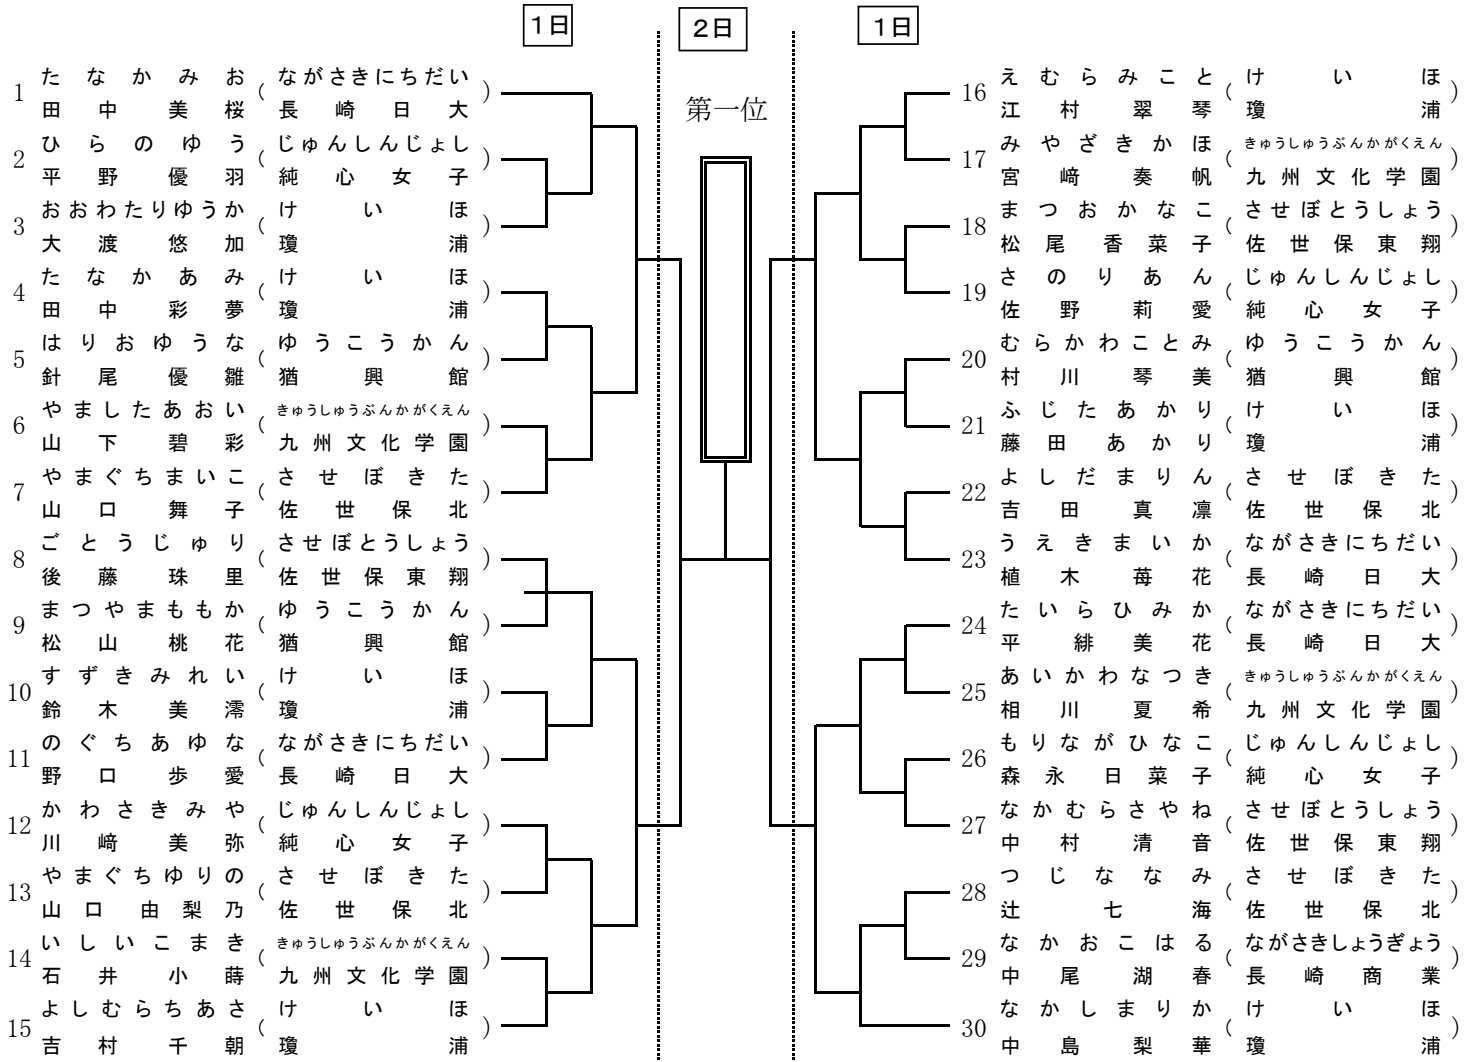 1日 2日 1日
第一位
たなかみお ながさきにちだい
1 田中美桜 (長崎日大)
ひらのゆう じゅんしんじょし
2 平野優羽 (純心女子)
おおわたりゆうか けいほ
3 大渡悠加 (瓊浦)
たなかあみ けいほ
4 田中彩夢 (瓊浦)
はりおゆうな ゆうこうかん
5 針尾優雛 (猶興館)
やましたあおい きゅうしゅうぶんかがくえん
6 山下碧彩 (九州文化学園)
やまぐちまいこ させぼきた
7 山口舞子 (佐世保北)
ごとうじゅり させぼとうしょう
8 後藤珠里 (佐世保東翔)
まつやまももか ゆうこうかん
9 松山桃花 (猶興館)
すずきみれい けいほ
10 鈴木美澪 (瓊浦)
のぐちあゆな ながさきにちだい
11 野口歩愛 (長崎日大)
かわさきみや じゅんしんじょし
12 川﨑美弥 (純心女子)
やまぐちゆりの させぼきた
13 山口由梨乃 (佐世保北)
いしいこまき きゅうしゅうぶんかがくえん
14 石井小蒔 (九州文化学園)
よしむらちあさ けいほ
15 吉村千朝 (瓊浦)
えむらみこと けいほ
16 江村翠琴 (瓊浦)
みやざきかほ きゅうしゅうぶんかがくえん
17 宮﨑奏帆 (九州文化学園)
まつおかなこ させぼとうしょう
18 松尾香菜子 (佐世保東翔)
さのりあん じゅんしんじょし
19 佐野莉愛 (純心女子)
むらかわことみ ゆうこうかん
20 村川琴美 (猶興館)
ふじたあかり けいほ
21 藤田あかり (瓊浦)
よしだまりん させぼきた
22 吉田真凛 (佐世保北)
うえきまいか ながさきにちだい
23 植木苺花 (長崎日大)
たいらひみか ながさきにちだい
24 平緋美花 (長崎日大)
あいかわなつき きゅうしゅうぶんかがくえん
25 相川夏希 (九州文化学園)
もりながひなこ じゅんしんじょし
26 森永日菜子 (純心女子)
なかむらさやね させぼとうしょう
27 中村清音 (佐世保東翔)
つじななみ させぼきた
28 辻七海 (佐世保北)
なかおこはる ながさきしょうぎょう
29 中尾湖春 (長崎商業)
なかしまりか けいほ
30 中島梨華 (瓊浦)